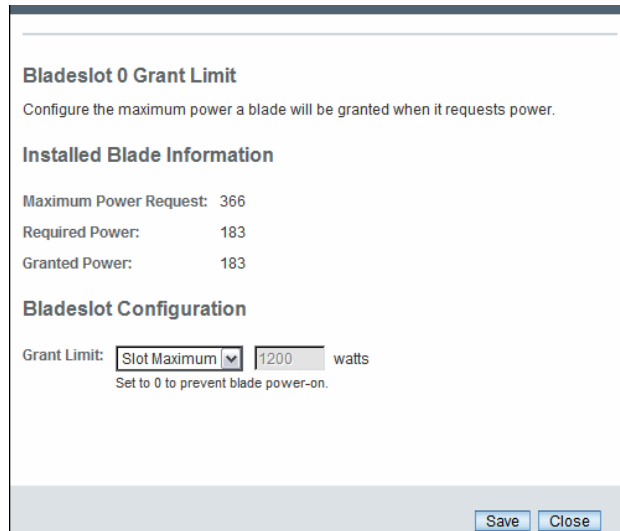 Bladeslot 0 Grant Limit
Configure the maximum power a blade will be granted when it requests power.
Installed Blade Information
Maximum Power Request: 366
Required Power: 183
Granted Power: 183
Bladeslot Configuration
Grant Limit: Slot Maximum 1200 watts
Set to 0 to prevent blade power-on.
Save Close